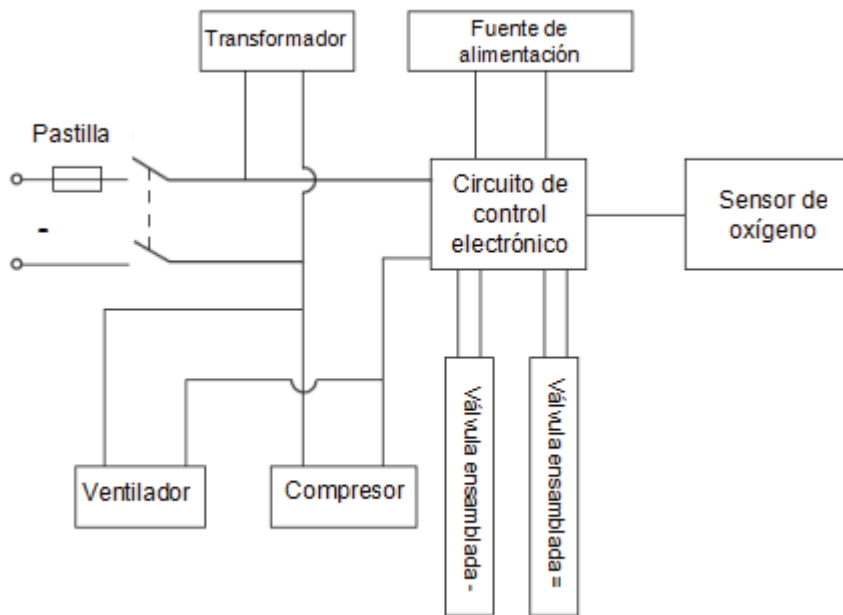 Transformador
Fuente de
alimentación
Pastilla
-
Circuito de
control
electrónico
Sensor de
oxígeno
Ventilador
Compresor
Válvula ensamblada -
Válvula ensamblada =